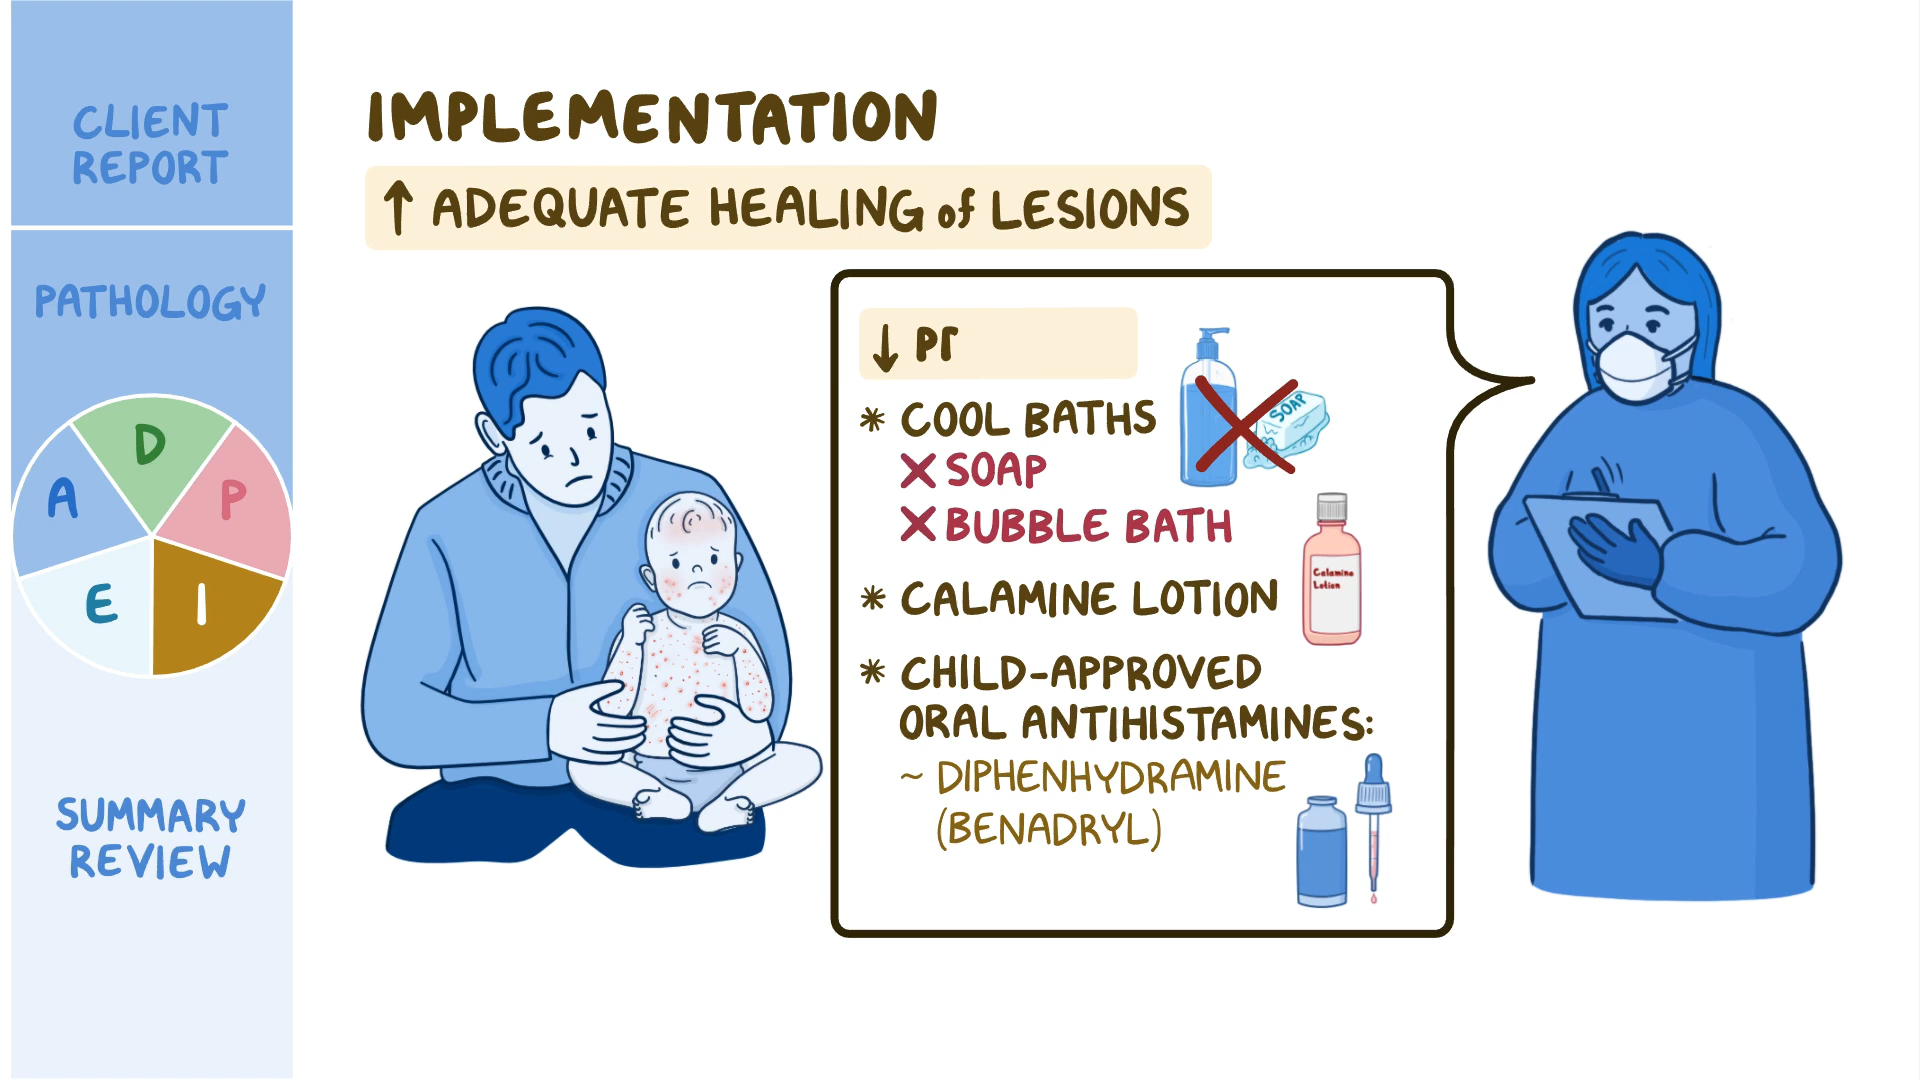 CLIENT
REPORT
PATHOLOGY
A
D
P
E
I
SUMMARY
REVIEW
IMPLEMENTATION
↑ ADEQUATE HEALING of LESIONS
↓ Pr
* COOL BATHS
X SOAP
X BUBBLE BATH
SOAP
* CALAMINE LOTION
Calamine
Lotion
* CHILD-APPROVED
ORAL ANTIHISTAMINES:
~ DIPHENHYDRAMINE
(BENADRYL)